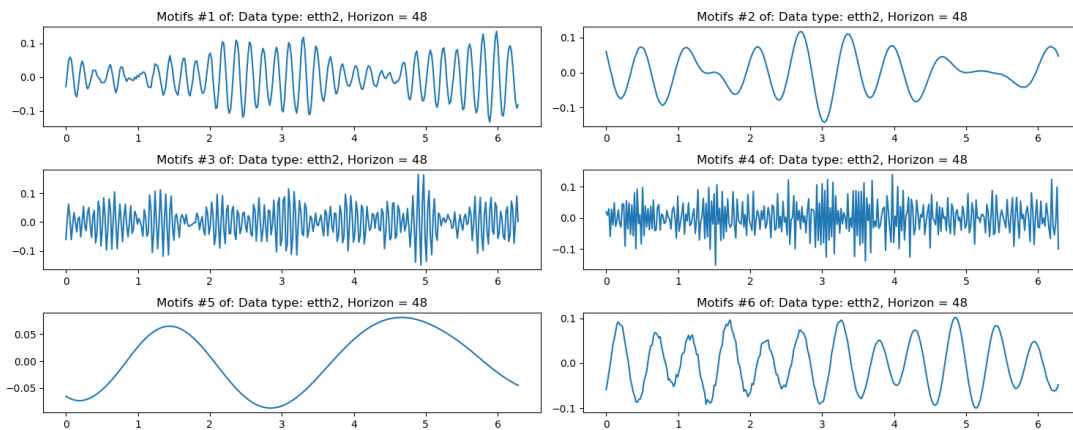 Motifs #1 of: Data type: etth2, Horizon = 48
0.1
0.0
−0.1
0 1 2 3 4 5 6
Motifs #2 of: Data type: etth2, Horizon = 48
0.1
0.0
−0.1
0 1 2 3 4 5 6
Motifs #3 of: Data type: etth2, Horizon = 48
0.1
0.0
−0.1
0 1 2 3 4 5 6
Motifs #4 of: Data type: etth2, Horizon = 48
0.1
0.0
−0.1
0 1 2 3 4 5 6
Motifs #5 of: Data type: etth2, Horizon = 48
0.05
0.00
−0.05
0 1 2 3 4 5 6
Motifs #6 of: Data type: etth2, Horizon = 48
0.1
0.0
−0.1
0 1 2 3 4 5 6